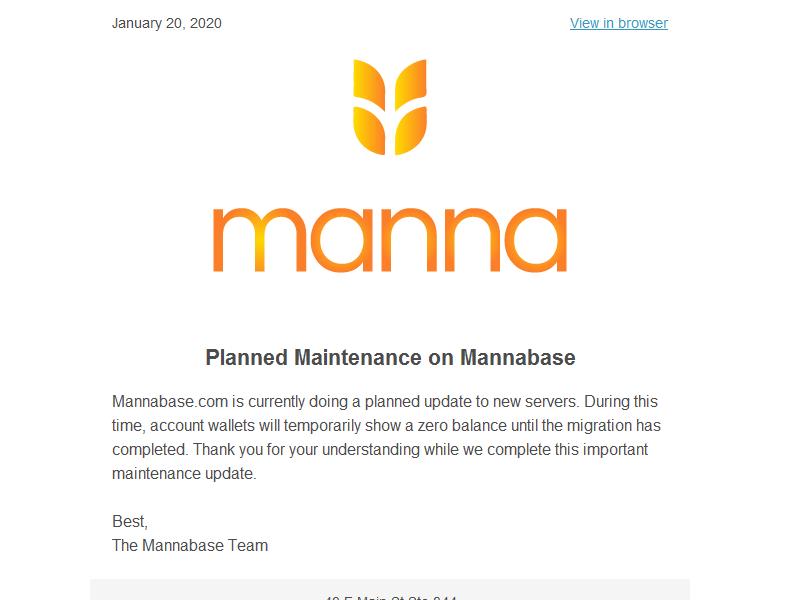 January 20, 2020
View in browser
manna
Planned Maintenance on Mannabase
Mannabase.com is currently doing a planned update to new servers. During this
time, account wallets will temporarily show a zero balance until the migration has
completed. Thank you for your understanding while we complete this important
maintenance update.
Best,
The Mannabase Team